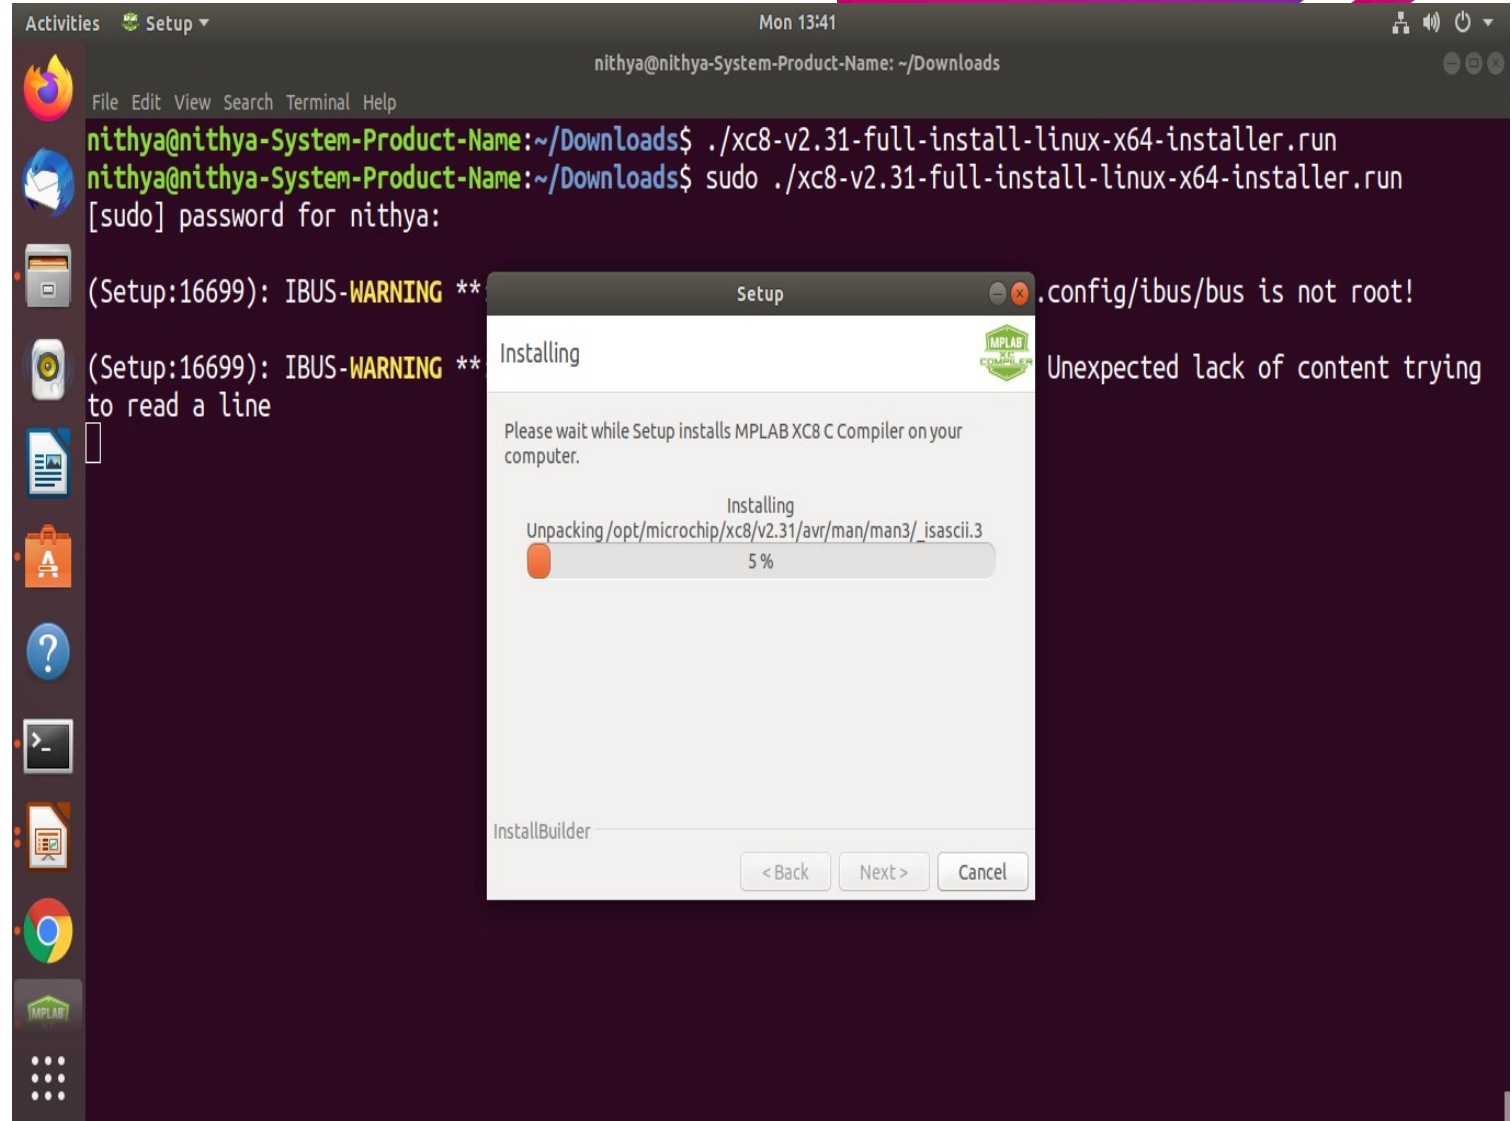 Activities Setup Mon 13:41
nithya@nithya-System-Product-Name: ~/Downloads
File Edit View Search Terminal Help
nithya@nithya-System-Product-Name:~/Downloads$ ./xc8-v2.31-full-install-linux-x64-installer.run
nithya@nithya-System-Product-Name:~/Downloads$ sudo ./xc8-v2.31-full-install-linux-x64-installer.run
[sudo] password for nithya:
(Setup:16699): IBUS-WARNING ** .config/ibus/bus is not root!
(Setup:16699): IBUS-WARNING ** Unexpected lack of content trying
to read a line
Setup
Installing
MPLAB
XC
COMPILER
Please wait while Setup installs MPLAB XC8 C Compiler on your
computer.
Installing
Unpacking /opt/microchip/xc8/v2.31/avr/man/man3/_isascii.3
5 %
InstallBuilder
< Back Next > Cancel
MPLAB